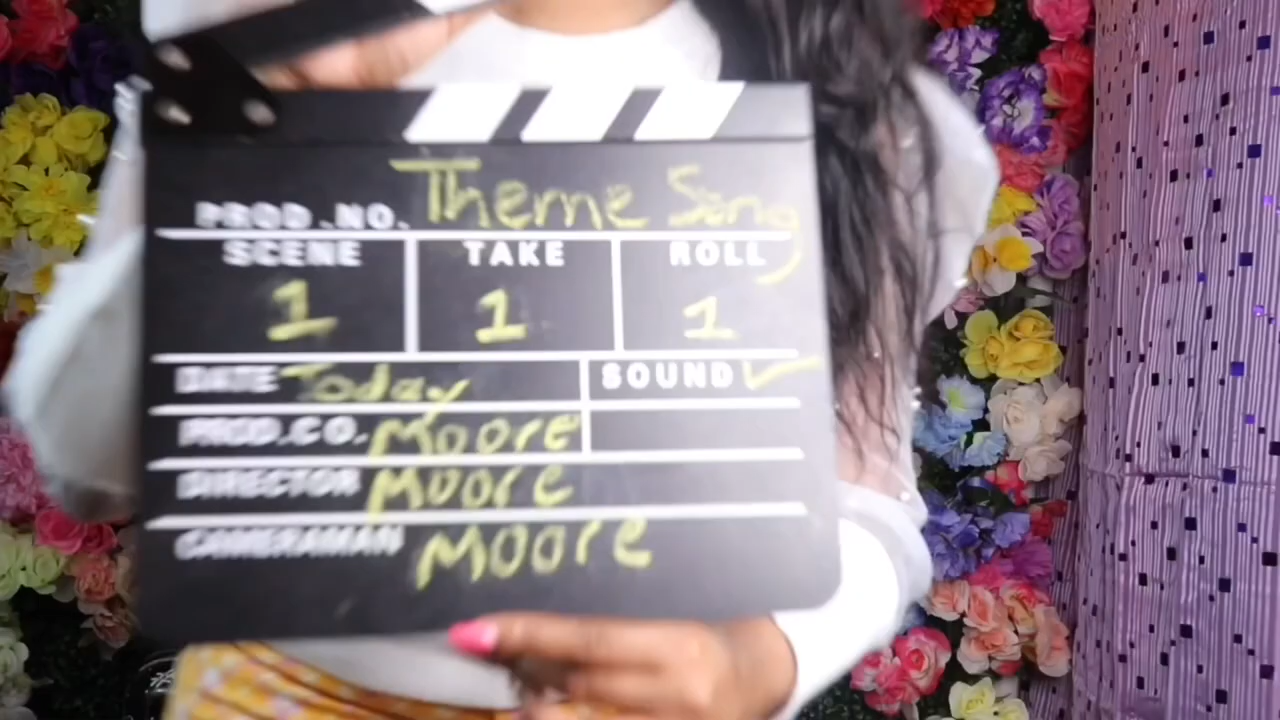 PROD.NO. Theme Song
SCENE TAKE ROLL
1 1 1
DATE Today SOUND ✓
PROD.CO. Moore
DIRECTOR Moore
CAMERAMAN Moore